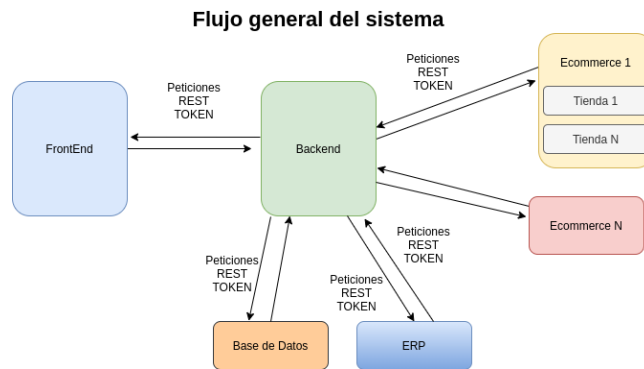 Flujo general del sistema
Peticiones
REST
TOKEN
Ecommerce 1
Tienda 1
Tienda N
Peticiones
REST
TOKEN
FrontEnd
Backend
Ecommerce N
Peticiones
REST
TOKEN
Peticiones
REST
TOKEN
Peticiones
REST
TOKEN
Base de Datos
ERP